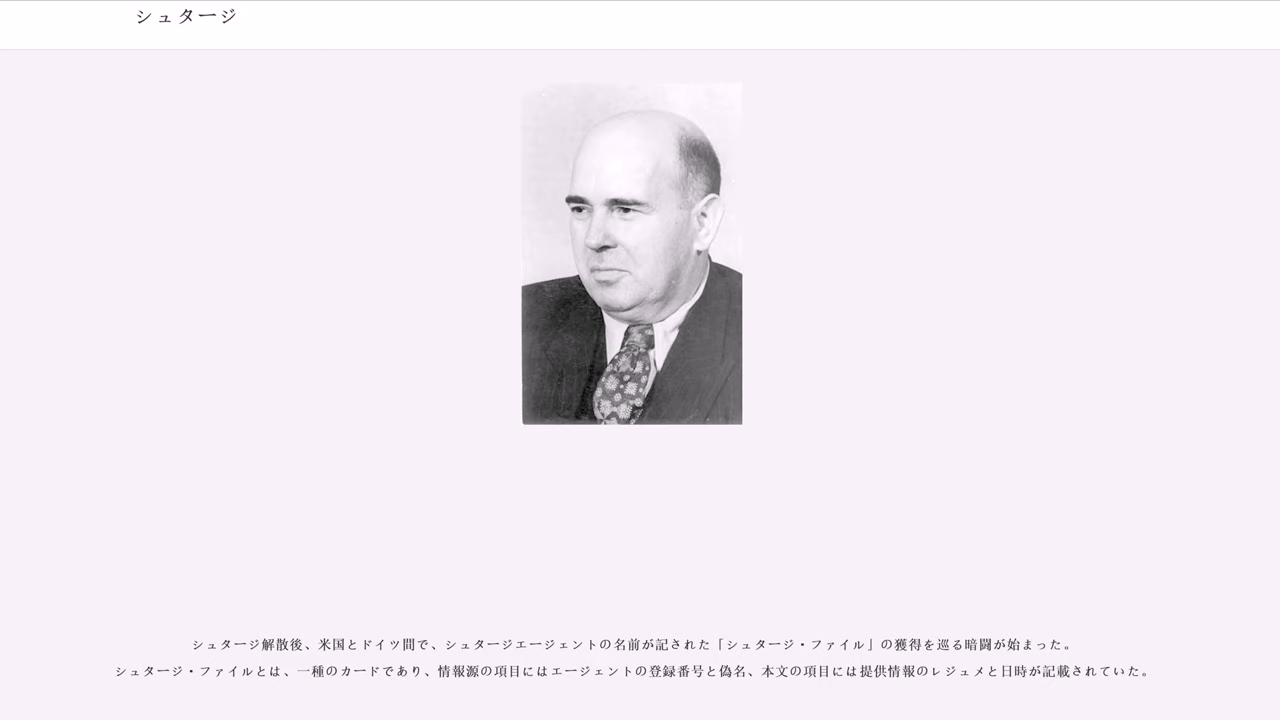 シュタージ
シュタージ解散後、米国とドイツ間で、シュタージエージェントの名前が記された「シュタージ・ファイル」の獲得を巡る暗闘が始まった。
シュタージ・ファイルとは、一種のカードであり、情報源の項目にはエージェントの登録番号と偽名、本文の項目には提供情報のレジュメと日時が記載されていた。